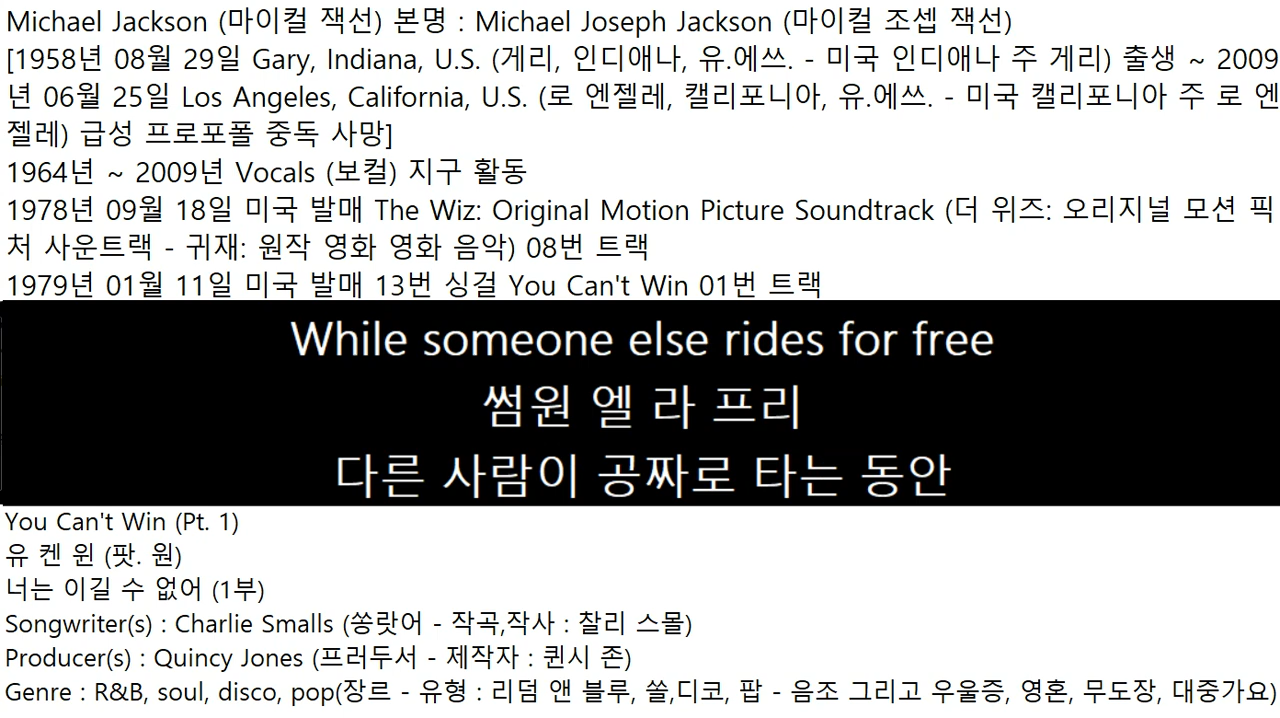 Michael Jackson (마이컬 잭선) 본명 : Michael Joseph Jackson (마이컬 조셉 잭선)
[1958년 08월 29일 Gary, Indiana, U.S. (게리, 인디애나, 유.에쓰. - 미국 인디애나 주 게리) 출생 ~ 2009
년 06월 25일 Los Angeles, California, U.S. (로 엔젤레, 캘리포니아, 유.에쓰. - 미국 캘리포니아 주 로 엔
젤레) 급성 프로포폴 중독 사망]
1964년 ~ 2009년 Vocals (보컬) 지구 활동
1978년 09월 18일 미국 발매 The Wiz: Original Motion Picture Soundtrack (더 위즈: 오리지널 모션 픽
처 사운트랙 - 귀재: 원작 영화 영화 음악) 08번 트랙
1979년 01월 11일 미국 발매 13번 싱걸 You Can't Win 01번 트랙
While someone else rides for free
썸원 엘 라 프리
다른 사람이 공짜로 타는 동안
You Can't Win (Pt. 1)
유 켄 윈 (팟. 원)
너는 이길 수 없어 (1부)
Songwriter(s) : Charlie Smalls (쏭랏어 - 작곡,작사 : 찰리 스몰)
Producer(s) : Quincy Jones (프러두서 - 제작자 : 퀸시 존)
Genre : R&B, soul, disco, pop(장르 - 유형 : 리덤 앤 블루, 쏠,디코, 팝 - 음조 그리고 우울증, 영혼, 무도장, 대중가요)